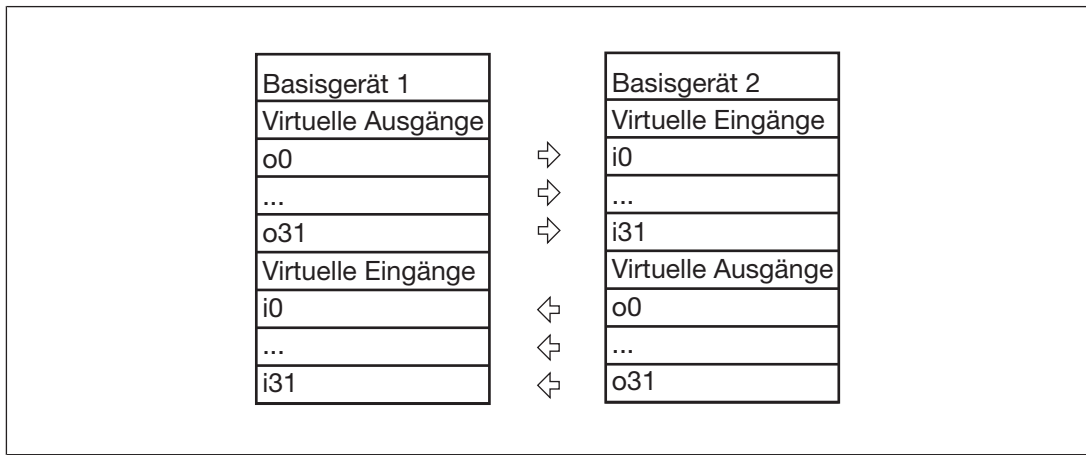 Basisgerät 1
Virtuelle Ausgänge
o0
...
o31
Virtuelle Eingänge
i0
...
i31
Basisgerät 2
Virtuelle Eingänge
i0
...
i31
Virtuelle Ausgänge
o0
...
o31